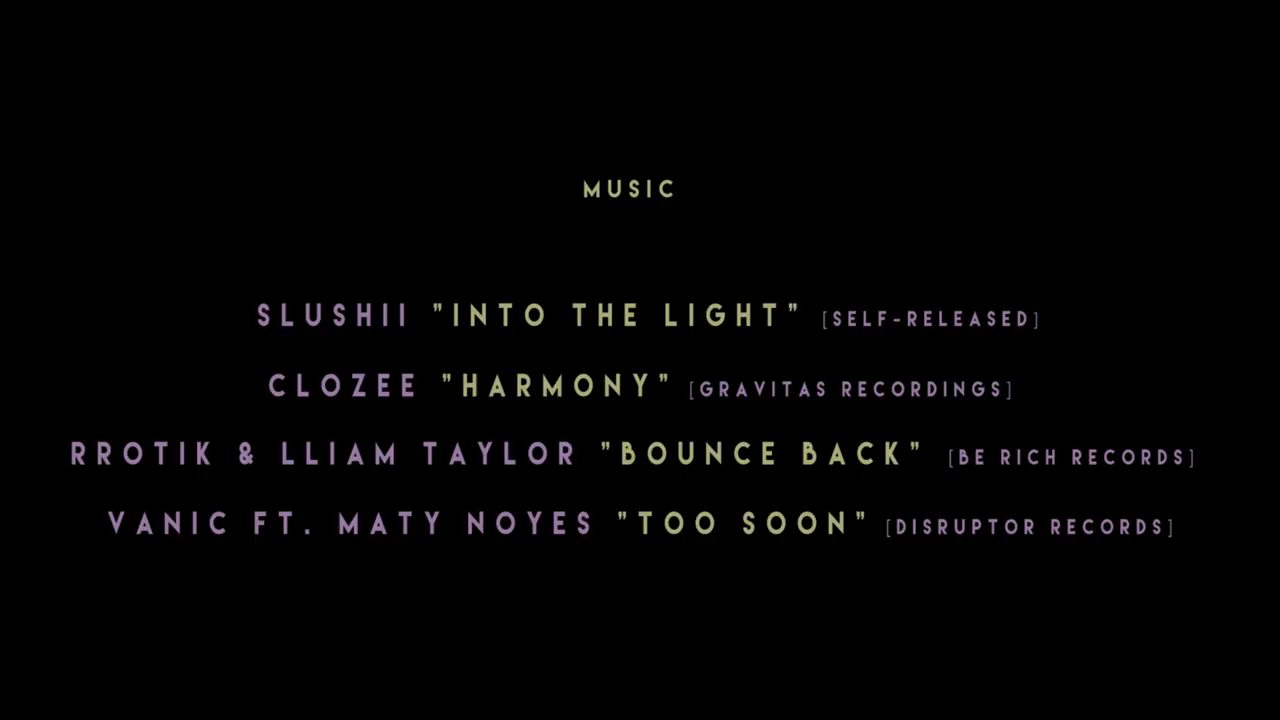 MUSIC
SLUSHII "INTO THE LIGHT" [SELF-RELEASED]
CLOZEE "HARMONY" [GRAVITAS RECORDINGS]
RROTIK & LLIAM TAYLOR "BOUNCE BACK" [BE RICH RECORDS]
VANIC FT. MATY NOYES "TOO SOON" [DISRUPTOR RECORDS]